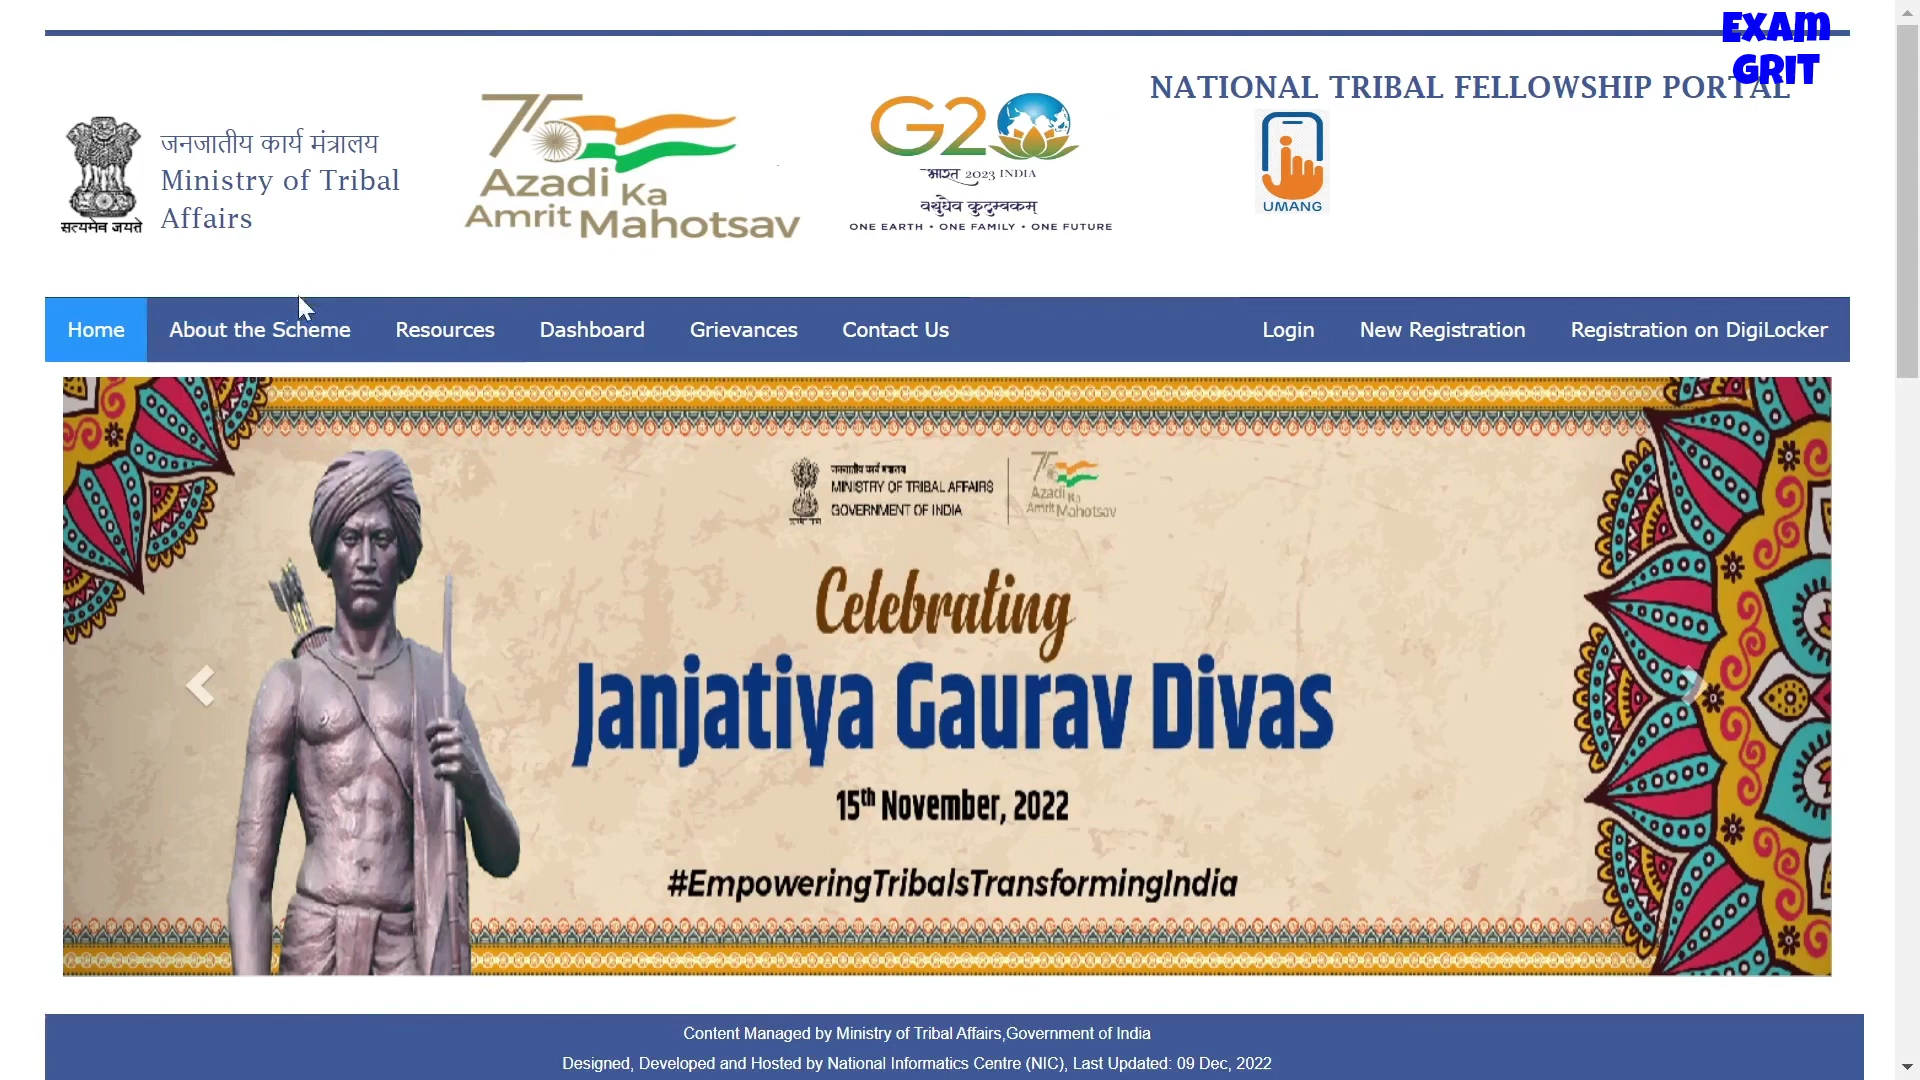 EXAM
GRIT
NATIONAL TRIBAL FELLOWSHIP PORTAL
जनजातीय कार्य मंत्रालय
Ministry of Tribal
Affairs
सत्यमेव जयते
Azadi Ka
Amrit Mahotsav
G20
भारत 2023 INDIA
वसुधैव कुटुम्बकम्
ONE EARTH • ONE FAMILY • ONE FUTURE
UMANG
Home About the Scheme Resources Dashboard Grievances Contact Us Login New Registration Registration on DigiLocker
जनजातीय कार्य मंत्रालय
MINISTRY OF TRIBAL AFFAIRS
GOVERNMENT OF INDIA
Azadi Ka
Amrit Mahotsav
Celebrating
Janjatiya Gaurav Divas
15th November, 2022
#EmpoweringTribalsTransformingIndia
Content Managed by Ministry of Tribal Affairs,Government of India
Designed, Developed and Hosted by National Informatics Centre (NIC), Last Updated: 09 Dec, 2022